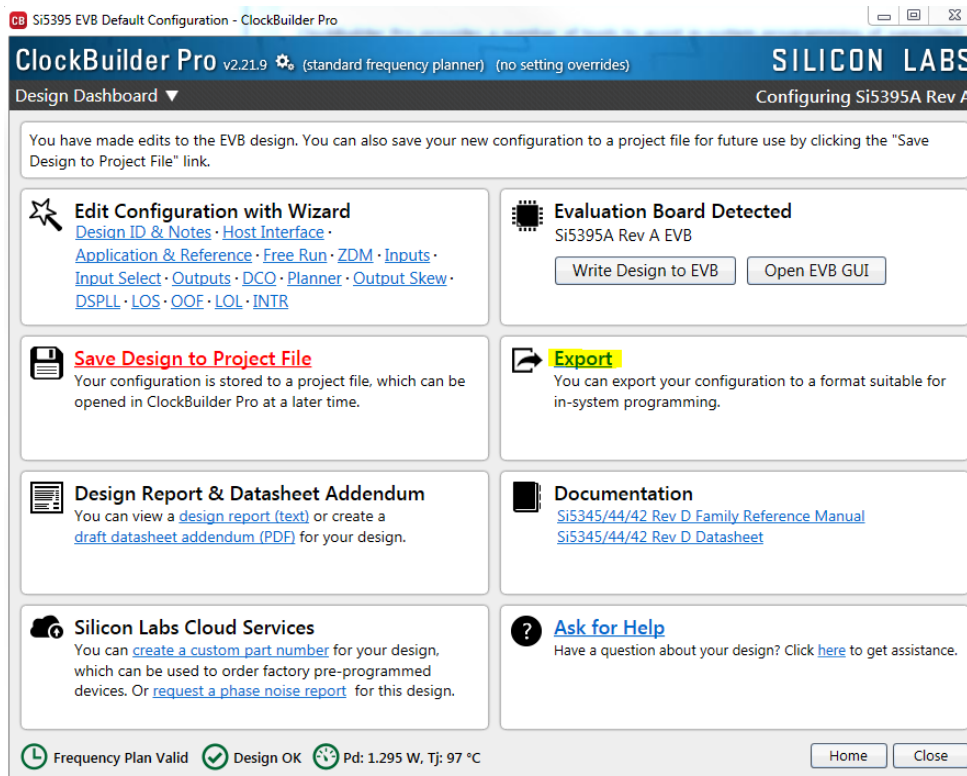 CB Si5395 EVB Default Configuration - ClockBuilder Pro
ClockBuilder Pro v2.21.9 (standard frequency planner) (no setting overrides) SILICON LABS
Design Dashboard ▼ Configuring Si5395A Rev A
You have made edits to the EVB design. You can also save your new configuration to a project file for future use by clicking the "Save
Design to Project File" link.
Edit Configuration with Wizard
Design ID & Notes · Host Interface ·
Application & Reference · Free Run · ZDM · Inputs ·
Input Select · Outputs · DCO · Planner · Output Skew ·
DSPLL · LOS · OOF · LOL · INTR
Evaluation Board Detected
Si5395A Rev A EVB
Write Design to EVB Open EVB GUI
Save Design to Project File
Your configuration is stored to a project file, which can be
opened in ClockBuilder Pro at a later time.
Export
You can export your configuration to a format suitable for
in-system programming.
Design Report & Datasheet Addendum
You can view a design report (text) or create a
draft datasheet addendum (PDF) for your design.
Documentation
Si5345/44/42 Rev D Family Reference Manual
Si5345/44/42 Rev D Datasheet
Silicon Labs Cloud Services
You can create a custom part number for your design,
which can be used to order factory pre-programmed
devices. Or request a phase noise report for this design.
? Ask for Help
Have a question about your design? Click here to get assistance.
Frequency Plan Valid Design OK Pd: 1.295 W, Tj: 97 °C Home Close